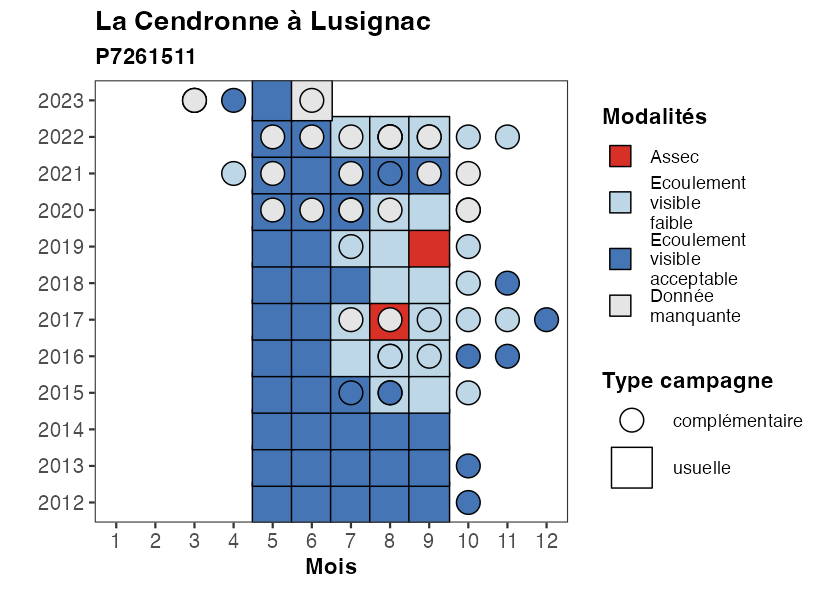 La Cendronne à Lusignac
P7261511
2023
2022
2021
2020
2019
2018
2017
2016
2015
2014
2013
2012
1 2 3 4 5 6 7 8 9 10 11 12
Mois
Modalités
Assec
Ecoulement
visible
faible
Ecoulement
visible
acceptable
Donnée
manquante
Type campagne
complémentaire
usuelle